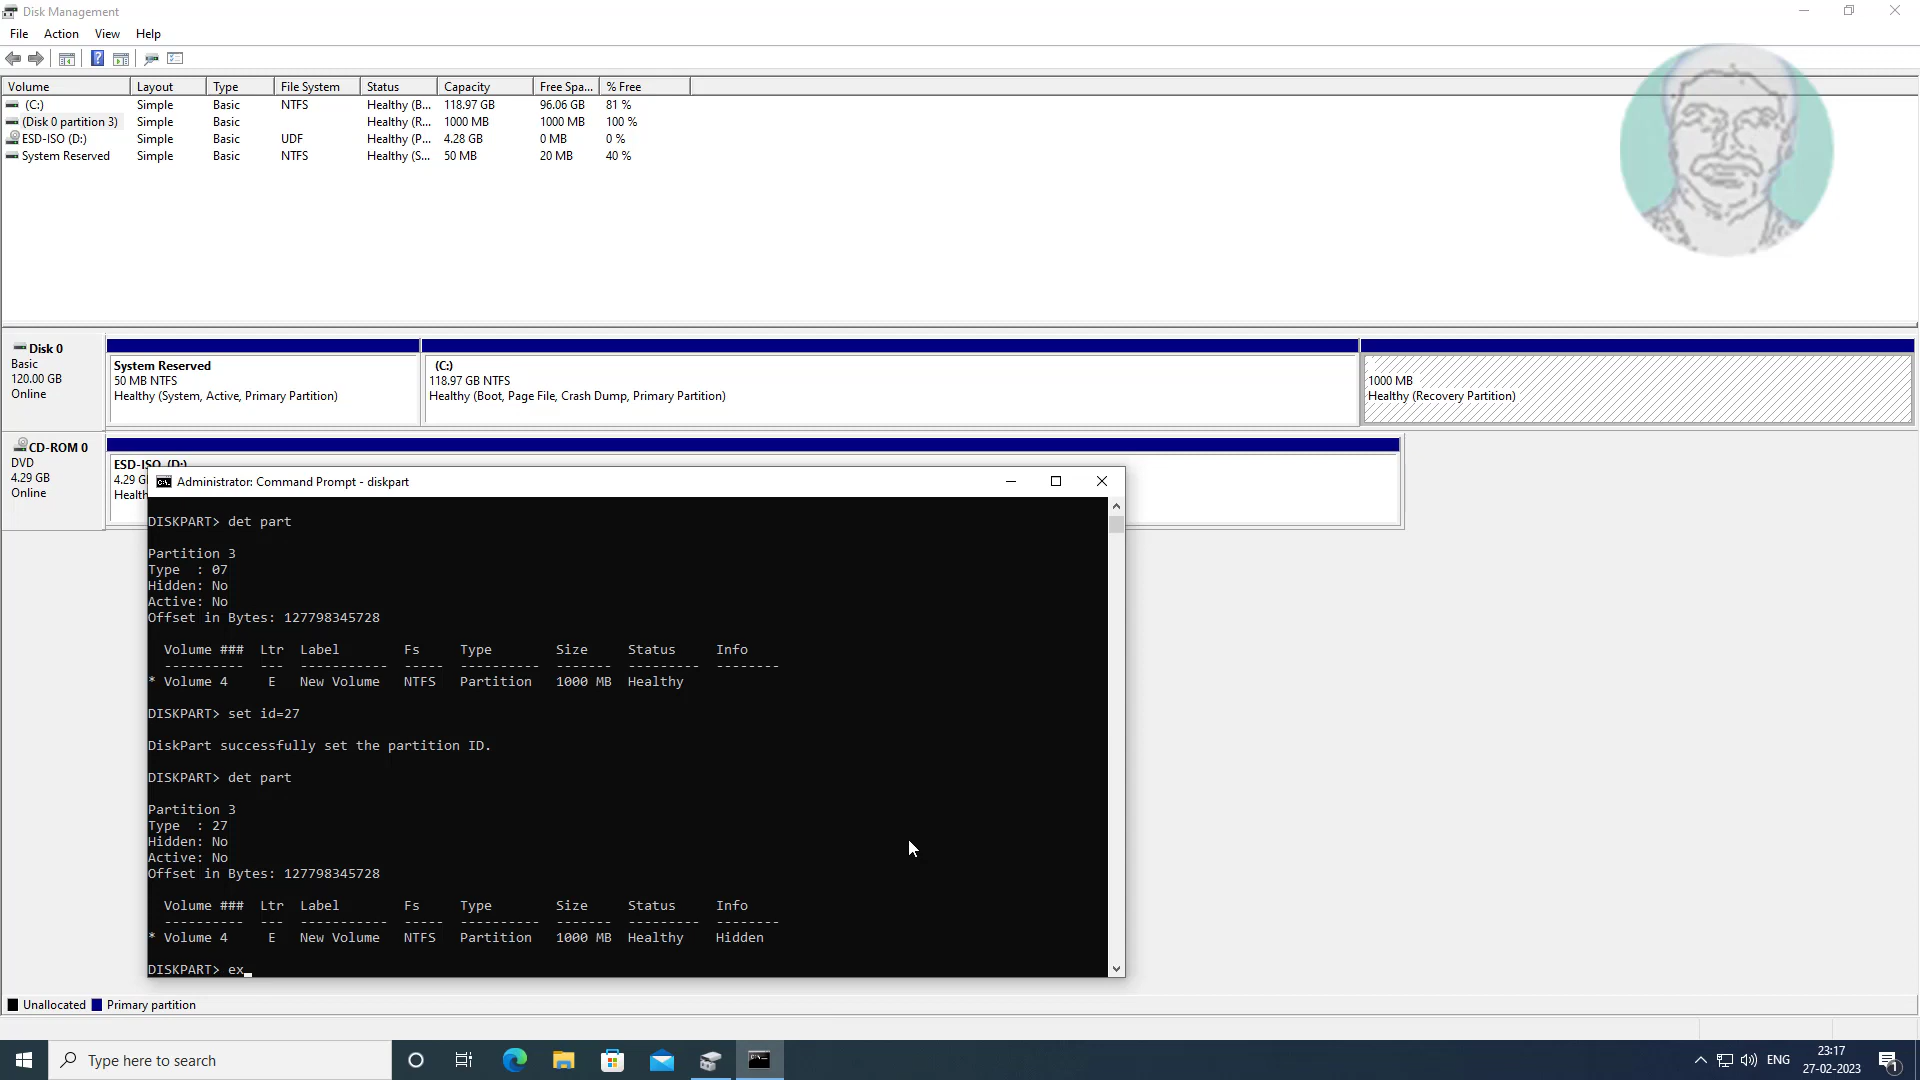 Disk Management
File Action View Help
Volume Layout Type File System Status Capacity Free Spa... % Free
(C:) Simple Basic NTFS Healthy (B... 118.97 GB 96.06 GB 81 %
(Disk 0 partition 3) Simple Basic Healthy (R... 1000 MB 1000 MB 100 %
ESD-ISO (D:) Simple Basic UDF Healthy (P... 4.28 GB 0 MB 0 %
System Reserved Simple Basic NTFS Healthy (S... 50 MB 20 MB 40 %
Disk 0
Basic
120.00 GB
Online
System Reserved
50 MB NTFS
Healthy (System, Active, Primary Partition)
(C:)
118.97 GB NTFS
Healthy (Boot, Page File, Crash Dump, Primary Partition)
1000 MB
Healthy (Recovery Partition)
CD-ROM 0
DVD
4.29 GB
Online
ESD-ISO (D:)
4.29 G
Health
Administrator: Command Prompt - diskpart
DISKPART> det part
Partition 3
Type : 07
Hidden: No
Active: No
Offset in Bytes: 127798345728
Volume ### Ltr Label Fs Type Size Status Info
---------- --- ----------- ----- ---------- ------- --------- --------
* Volume 4 E New Volume NTFS Partition 1000 MB Healthy
DISKPART> set id=27
DiskPart successfully set the partition ID.
DISKPART> det part
Partition 3
Type : 27
Hidden: No
Active: No
Offset in Bytes: 127798345728
Volume ### Ltr Label Fs Type Size Status Info
---------- --- ----------- ----- ---------- ------- --------- --------
* Volume 4 E New Volume NTFS Partition 1000 MB Healthy Hidden
DISKPART> ex_
Unallocated Primary partition
Type here to search
ENG
23:17
27-02-2023
1